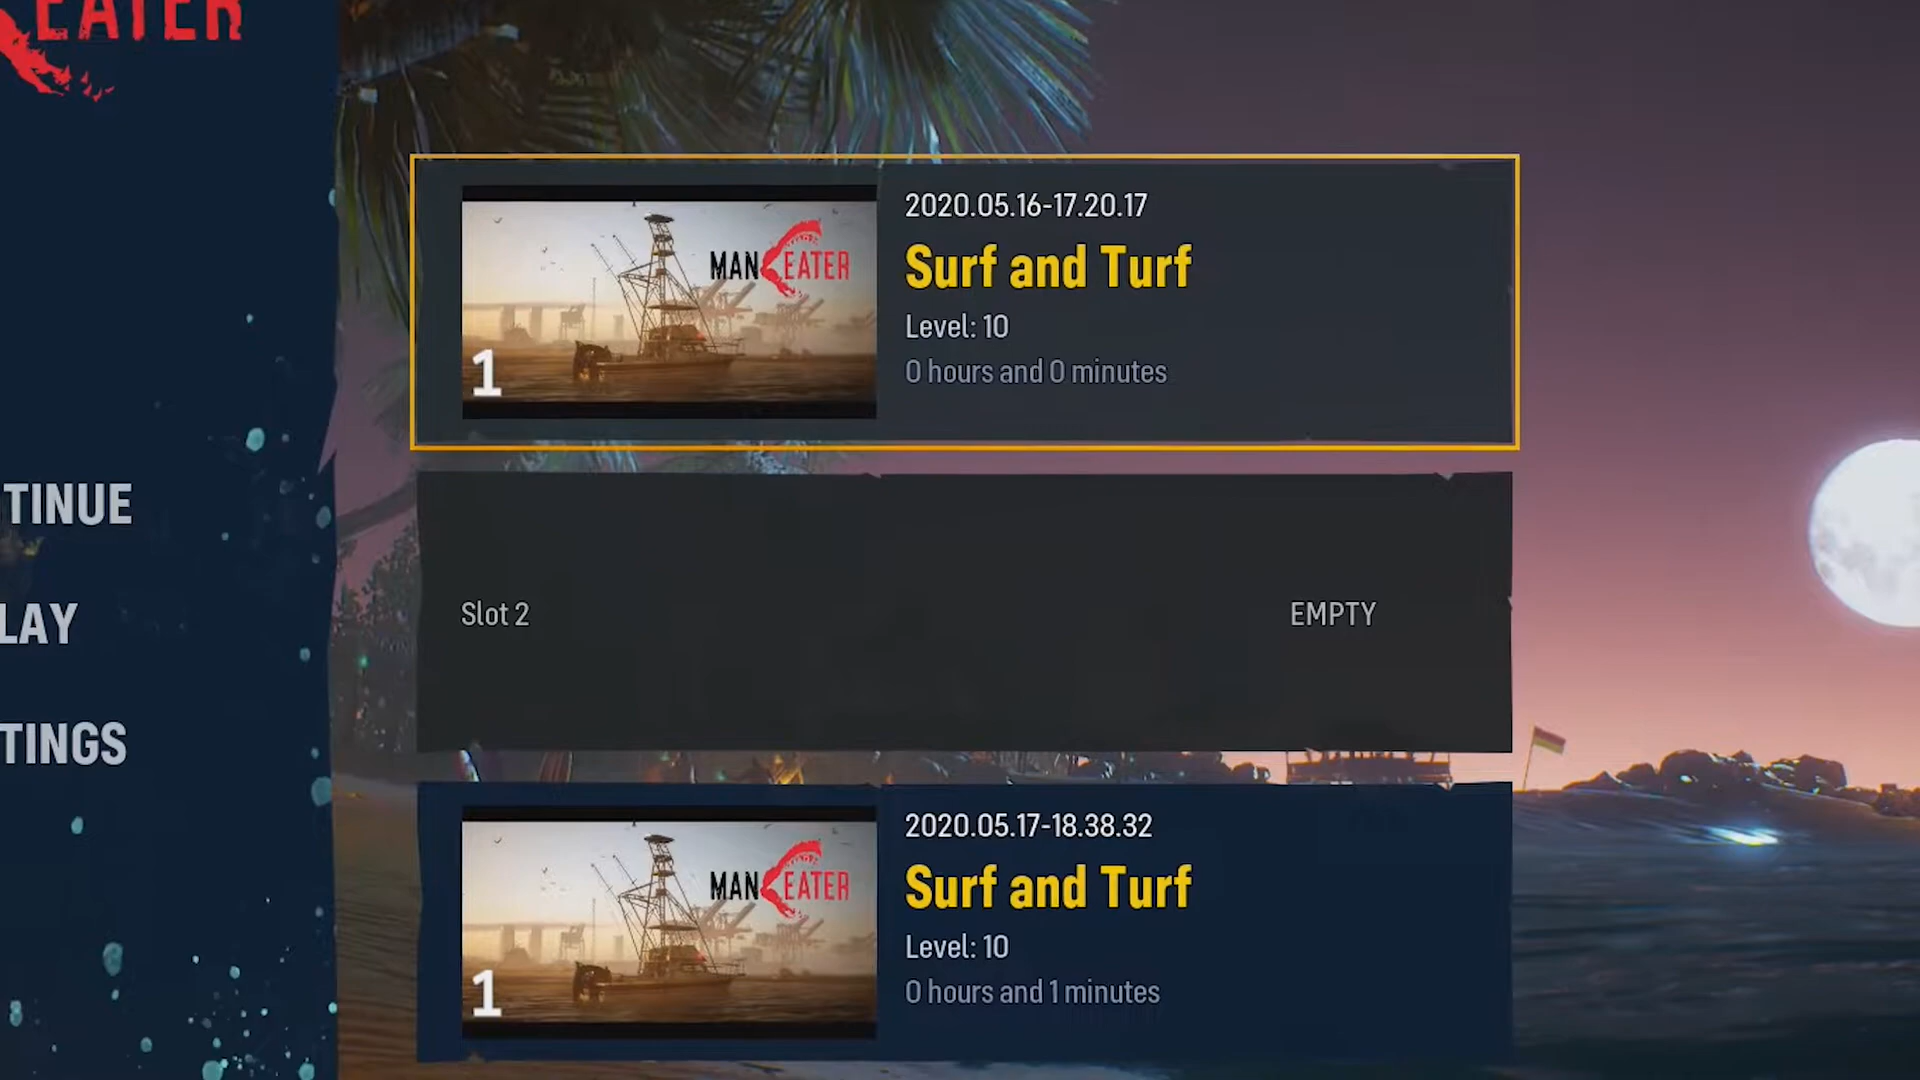 EATER
TINUE
LAY
TINGS
2020.05.16-17.20.17
Surf and Turf
Level: 10
0 hours and 0 minutes
MAN EATER
1
Slot 2
EMPTY
2020.05.17-18.38.32
Surf and Turf
Level: 10
0 hours and 1 minutes
MAN EATER
1